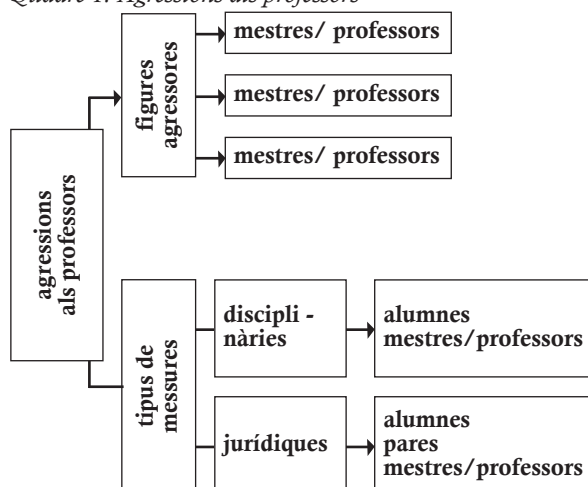 Quadre 1. Agressions als professors
mestres/ professors
figures
agressores
mestres/ professors
mestres/ professors
agressions
als professors
tipus de
messures
discipli -
nàries
alumnes
mestres/professors
jurídiques
alumnes
pares
mestres/professors